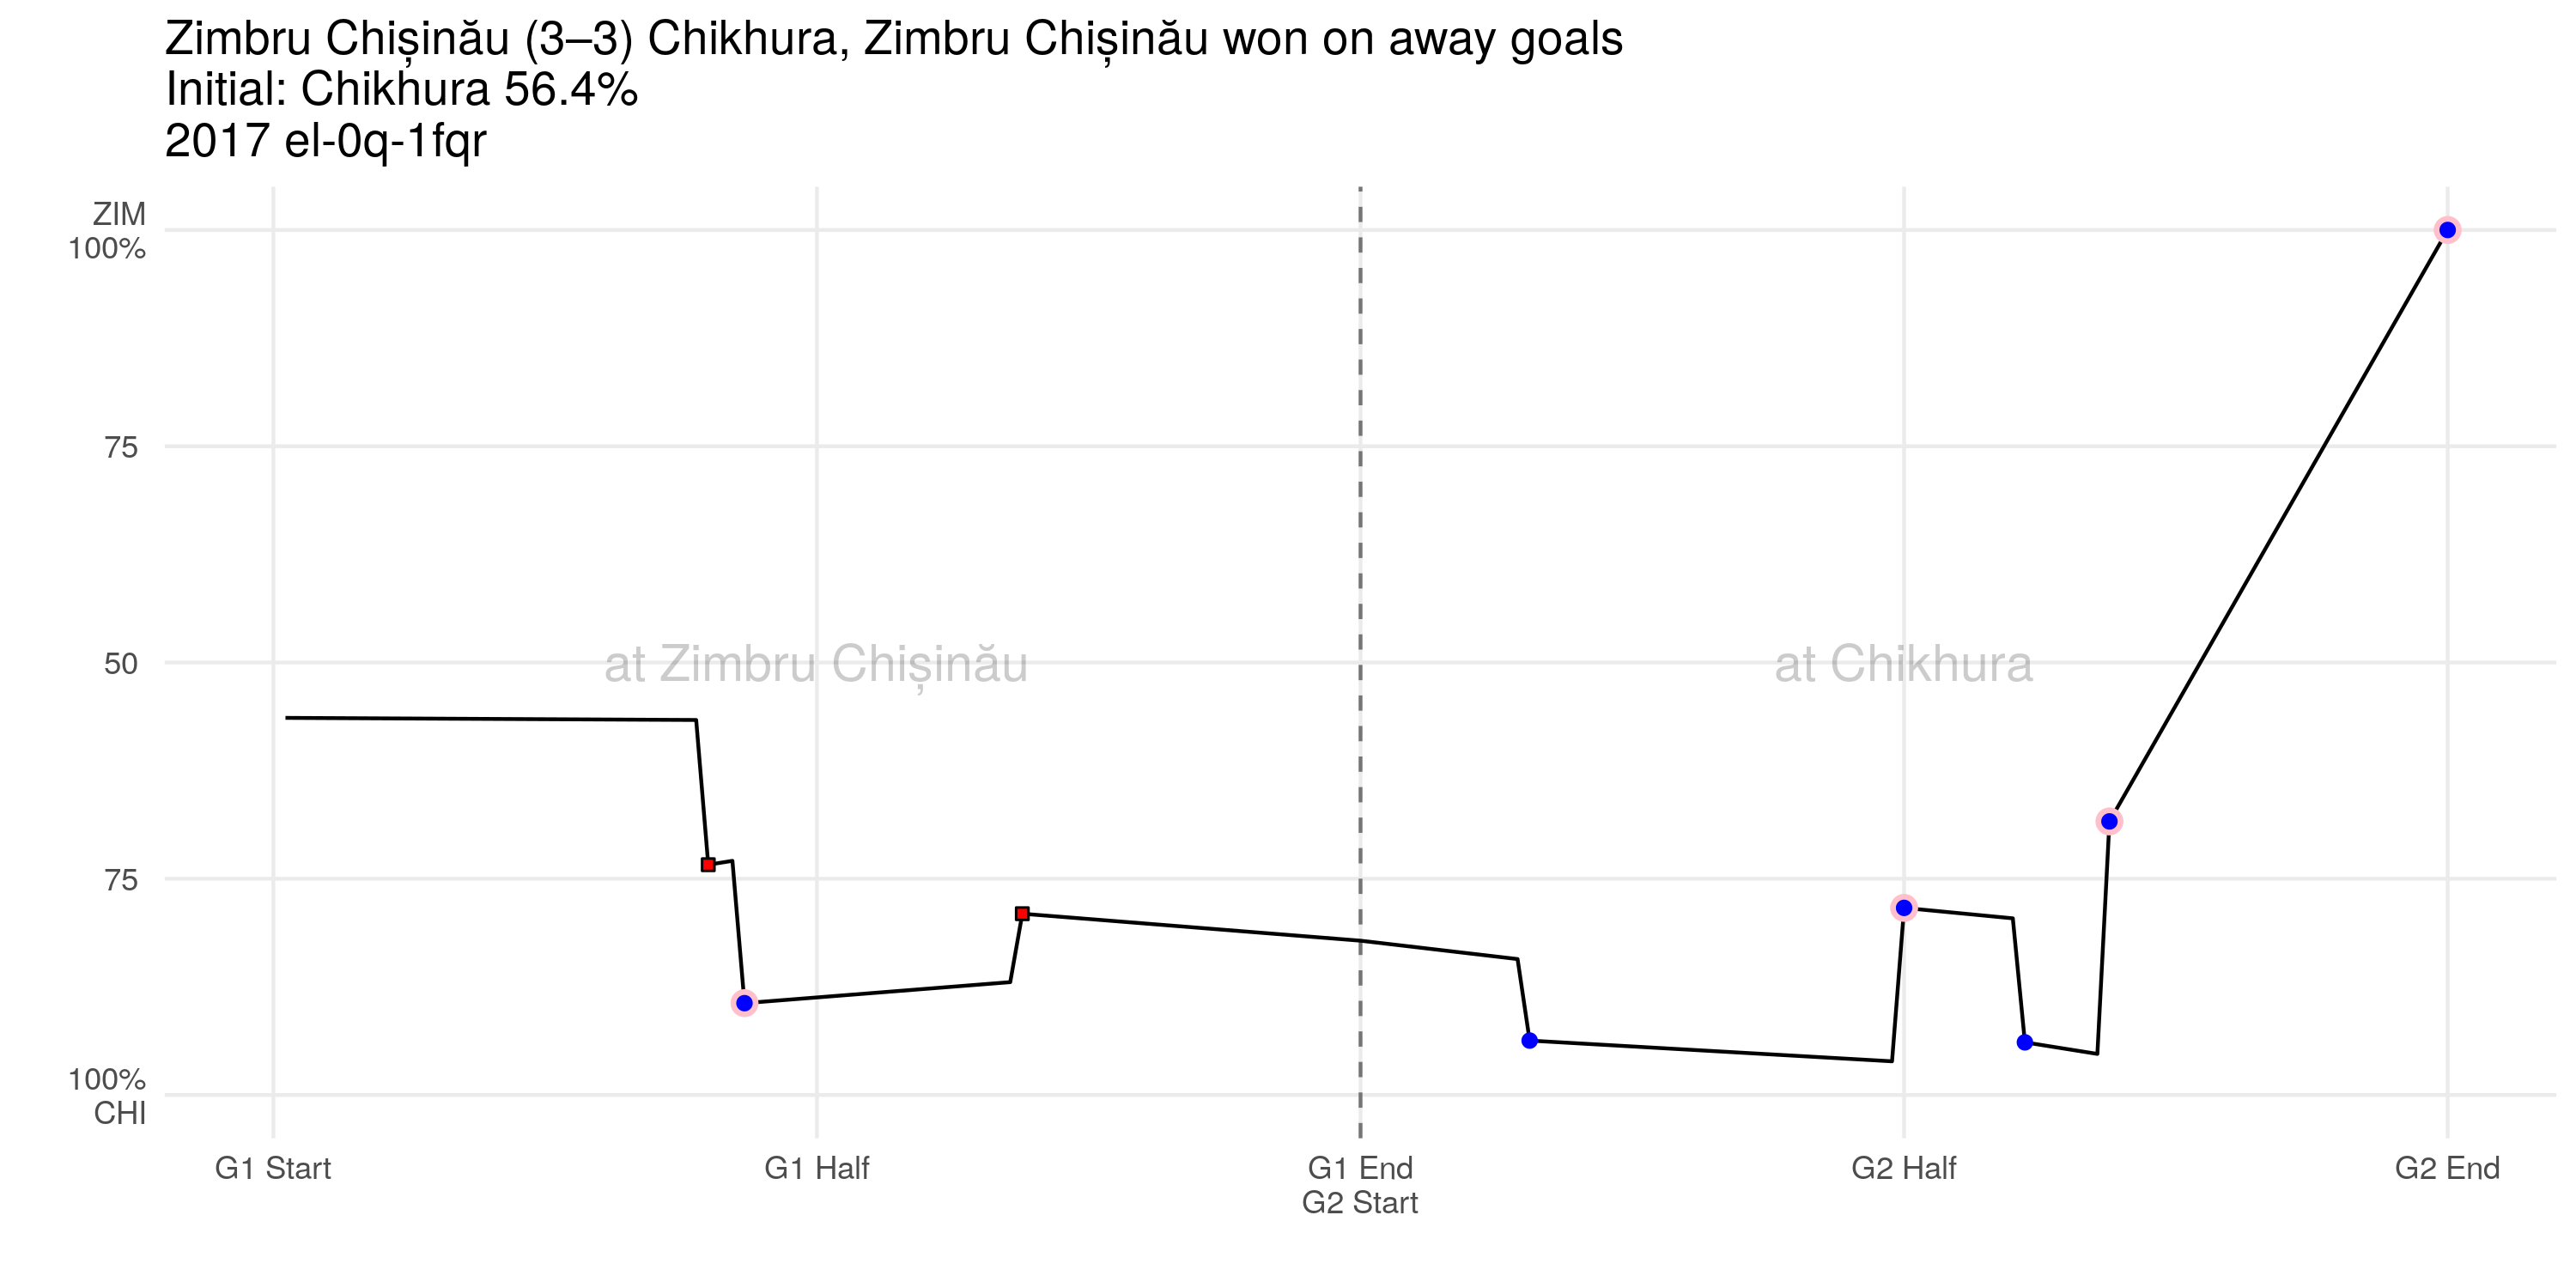 Zimbru Chișinău (3–3) Chikhura, Zimbru Chișinău won on away goals
Initial: Chikhura 56.4%
2017 el-0q-1fqr
ZIM
100%
75
50
75
100%
CHI
at Zimbru Chișinău
at Chikhura
G1 Start
G1 Half
G1 End
G2 Start
G2 Half
G2 End